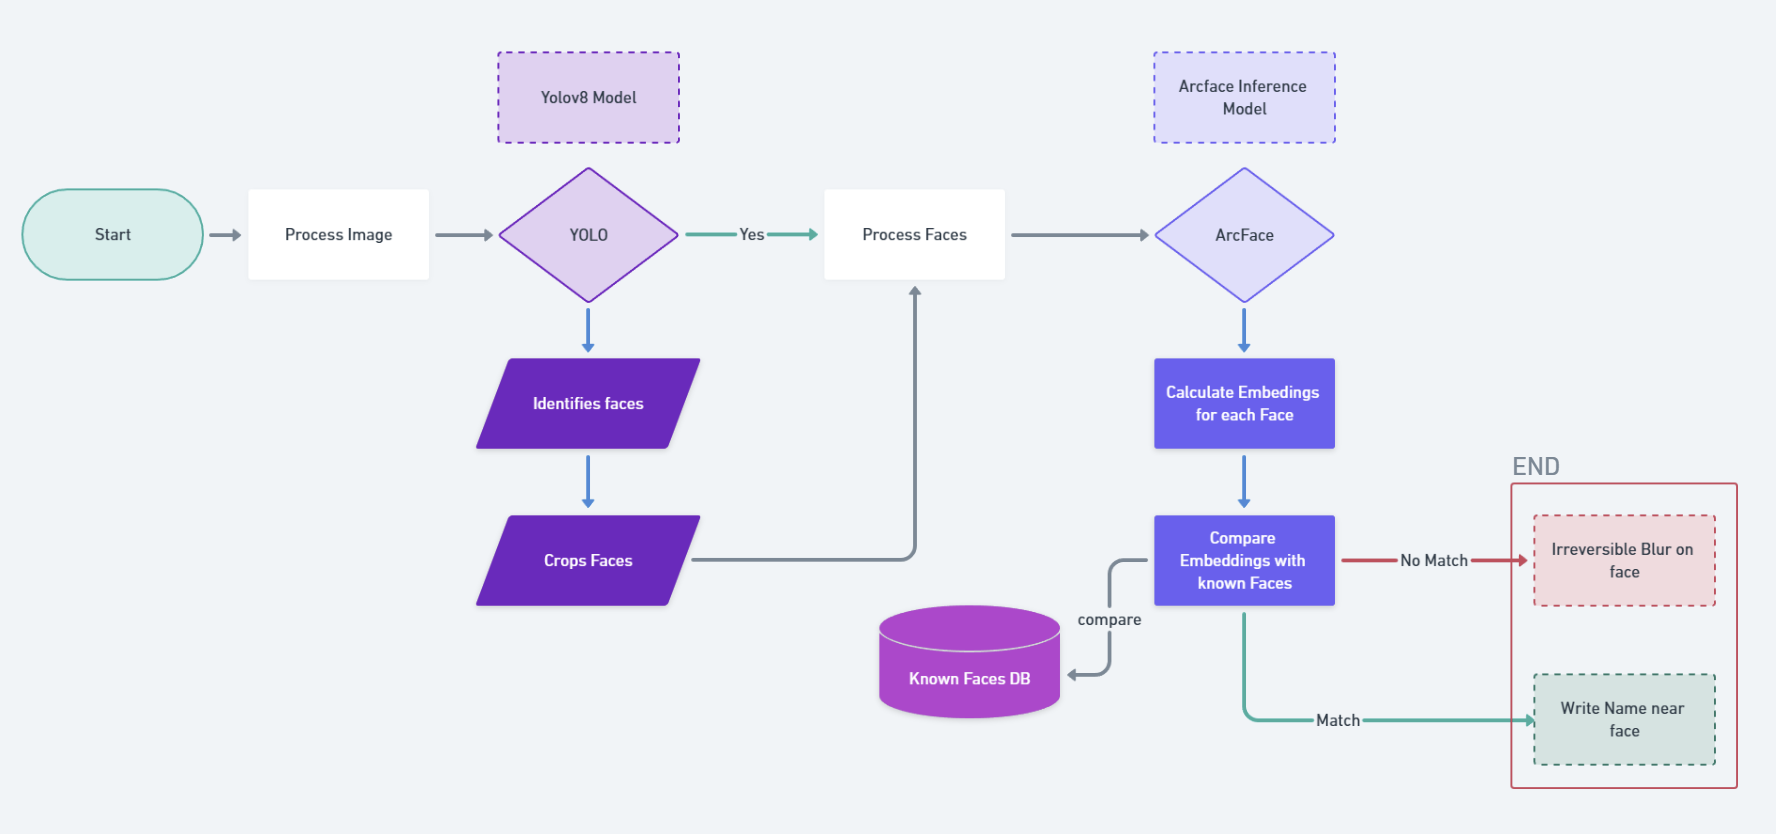 Yolov8 Model
Arcface Inference
Model
Start
Process Image
YOLO
Yes
Process Faces
ArcFace
Identifies faces
Calculate Embedings
for each Face
END
Crops Faces
Compare
Embeddings with
known Faces
No Match
Irreversible Blur on
face
compare
Known Faces DB
Match
Write Name near
face